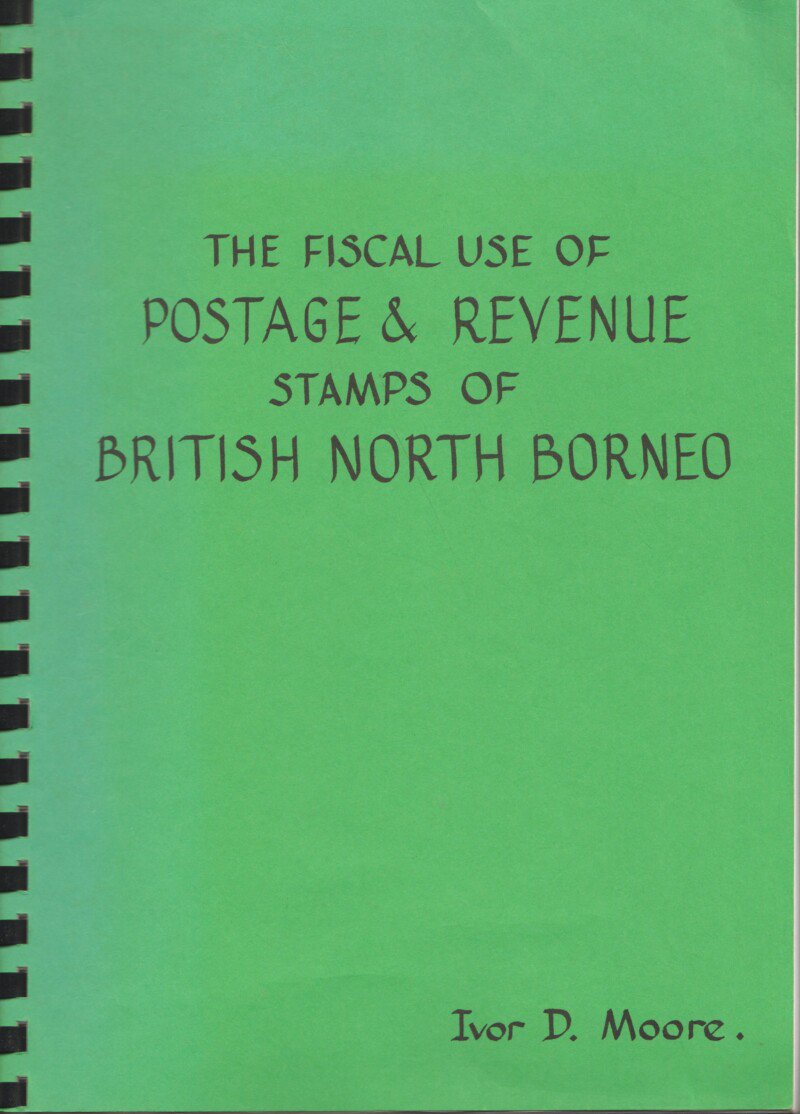 THE FISCAL USE OF
POSTAGE & REVENUE
STAMPS OF
BRITISH NORTH BORNEO
Ivor D. Moore.